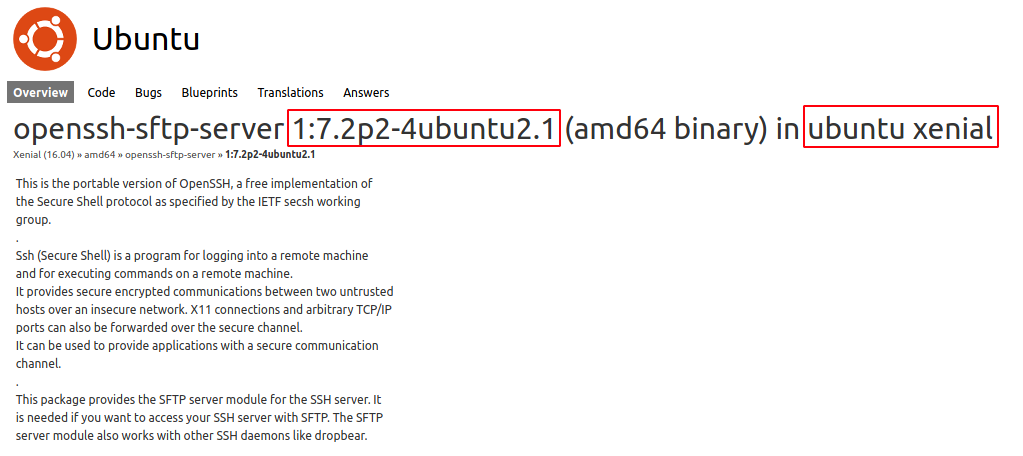 Ubuntu
Overview Code Bugs Blueprints Translations Answers
openssh-sftp-server 1:7.2p2-4ubuntu2.1 (amd64 binary) in ubuntu xenial
Xenial (16.04) » amd64 » openssh-sftp-server » 1:7.2p2-4ubuntu2.1
This is the portable version of OpenSSH, a free implementation of
the Secure Shell protocol as specified by the IETF secsh working
group.
.
Ssh (Secure Shell) is a program for logging into a remote machine
and for executing commands on a remote machine.
It provides secure encrypted communications between two untrusted
hosts over an insecure network. X11 connections and arbitrary TCP/IP
ports can also be forwarded over the secure channel.
It can be used to provide applications with a secure communication
channel.
.
This package provides the SFTP server module for the SSH server. It
is needed if you want to access your SSH server with SFTP. The SFTP
server module also works with other SSH daemons like dropbear.